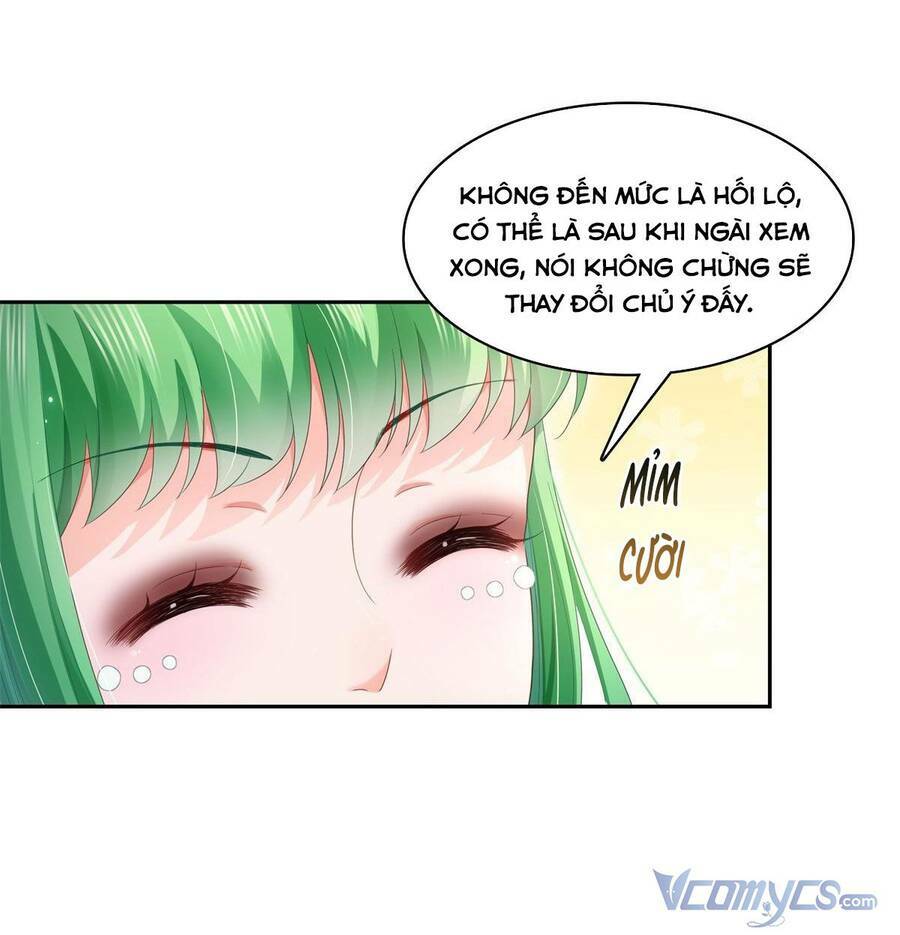 KHÔNG ĐẾN MỨC LÀ HỐI LỘ,
CÓ THỂ LÀ SAU KHI NGÀI XEM
XONG, NÓI KHÔNG CHỪNG SẼ
THAY ĐỔI CHỦ Ý ĐẤY.
MỈM
CƯỜI
VCOMYCS.com